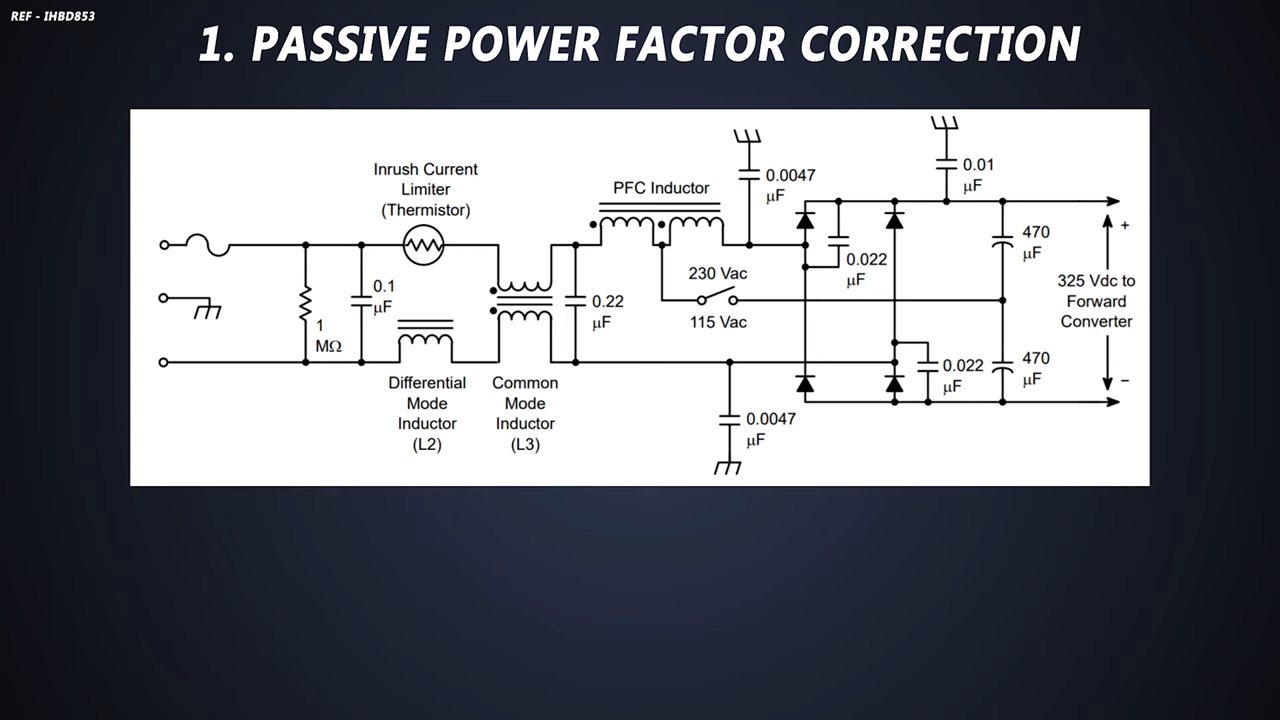 REF - IHBD853
1. PASSIVE POWER FACTOR CORRECTION
Inrush Current
Limiter
(Thermistor)
PFC Inductor
0.0047
μF
0.01
μF
0.1
μF
1
MΩ
0.22
μF
230 Vac
115 Vac
0.022
μF
470
μF
+
325 Vdc to
Forward
Converter
−
0.022
μF
470
μF
Differential
Mode
Inductor
(L2)
Common
Mode
Inductor
(L3)
0.0047
μF